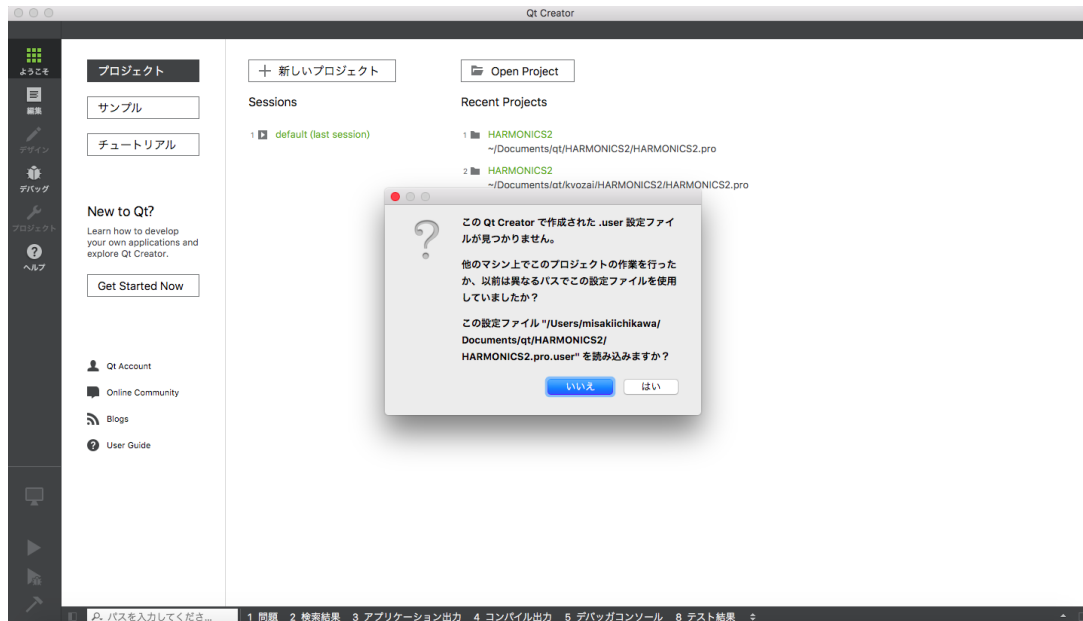 Qt Creator
ようこそ
編集
デザイン
デバッグ
プロジェクト
ヘルプ
プロジェクト
サンプル
チュートリアル
New to Qt?
Learn how to develop
your own applications and
explore Qt Creator.
Get Started Now
Qt Account
Online Community
Blogs
User Guide
新しいプロジェクト
Sessions
1 default (last session)
Open Project
Recent Projects
1 HARMONICS2
~/Documents/qt/HARMONICS2/HARMONICS2.pro
2 HARMONICS2
~/Documents/qt/kyozai/HARMONICS2/HARMONICS2.pro
この Qt Creator で作成された .user 設定ファイ
ルが見つかりません。
他のマシン上でこのプロジェクトの作業を行った
か、以前は異なるパスでこの設定ファイルを使用
していましたか？
この設定ファイル "/Users/misakiichikawa/
Documents/qt/HARMONICS2/
HARMONICS2.pro.user" を読み込みますか？
いいえ はい
パスを入力してくださ... 1 問題 2 検索結果 3 アプリケーション出力 4 コンパイル出力 5 デバッガコンソール 8 テスト結果